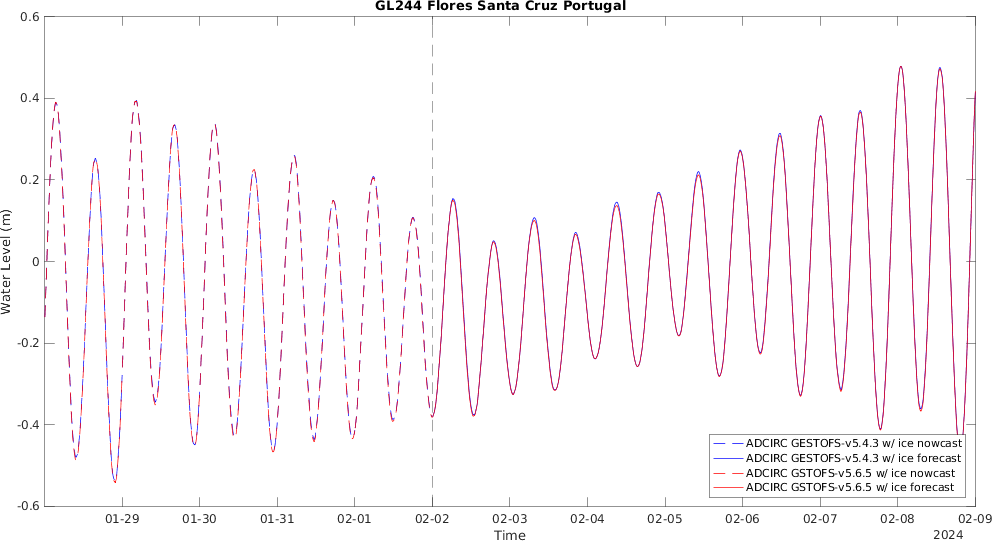 GL244 Flores Santa Cruz Portugal
0.6
0.4
0.2
0
-0.2
-0.4
-0.6
Water Level (m)
01-29 01-30 01-31 02-01 02-02 02-03 02-04 02-05 02-06 02-07 02-08 02-09
Time
2024
ADCIRC GESTOFS-v5.4.3 w/ ice nowcast
ADCIRC GESTOFS-v5.4.3 w/ ice forecast
ADCIRC GSTOFS-v5.6.5 w/ ice nowcast
ADCIRC GSTOFS-v5.6.5 w/ ice forecast